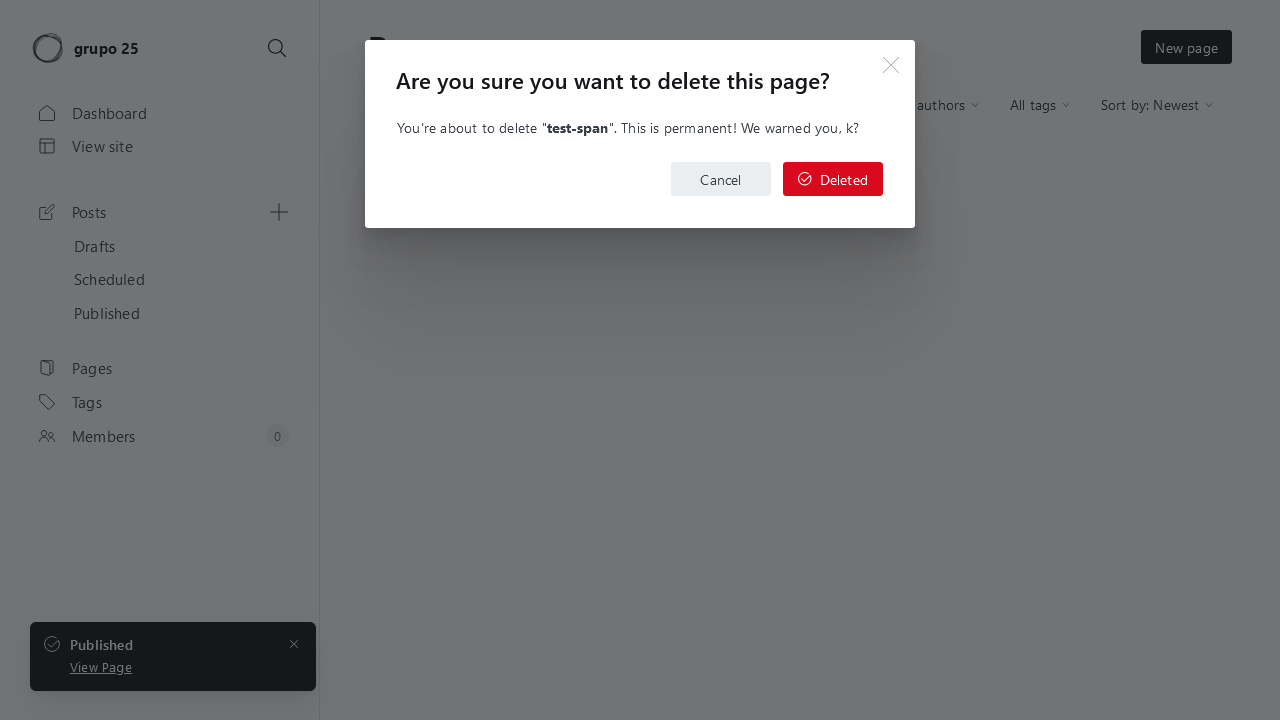 grupo 25
New page
Are you sure you want to delete this page?
Dashboard
authors
All tags
Sort by: Newest
You're about to delete "test-span". This is permanent! We warned you, k?
View site
Cancel
Deleted
Posts
Drafts
Scheduled
Published
Pages
Tags
Members
0
Published
View Page